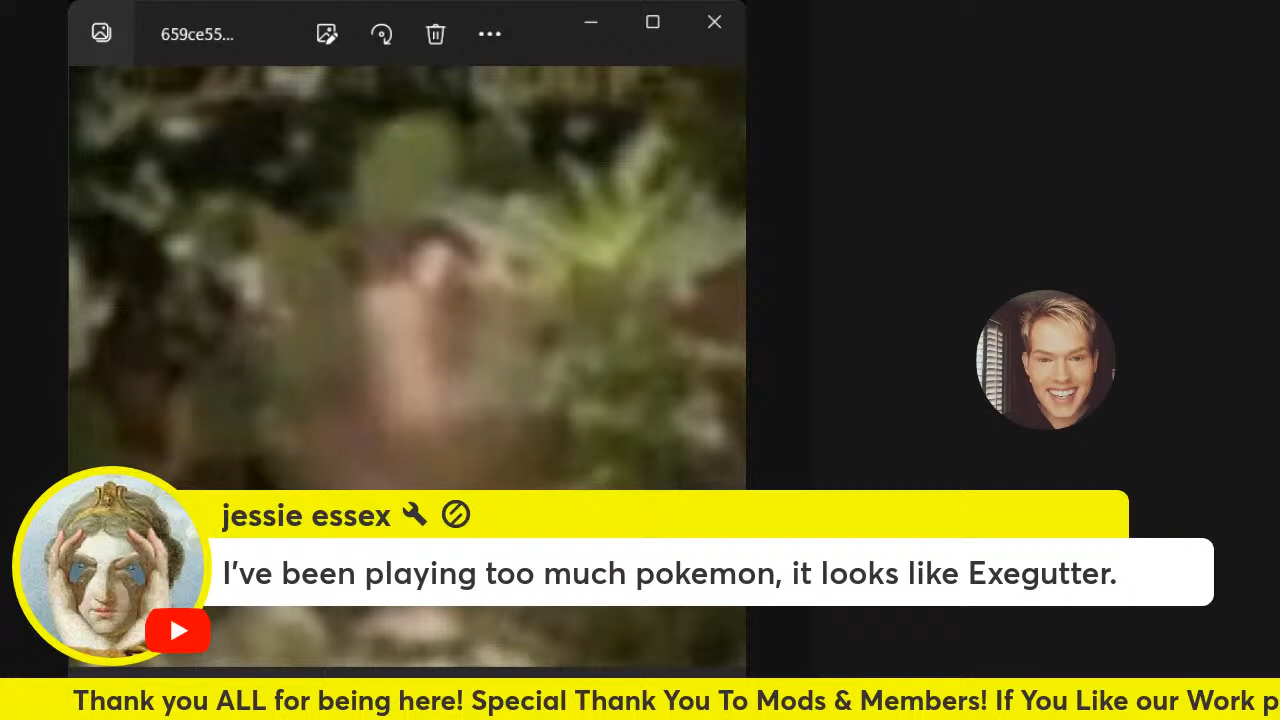 659ce55...
jessie essex
I've been playing too much pokemon, it looks like Exegutter.
Thank you ALL for being here! Special Thank You To Mods & Members! If You Like our Work p